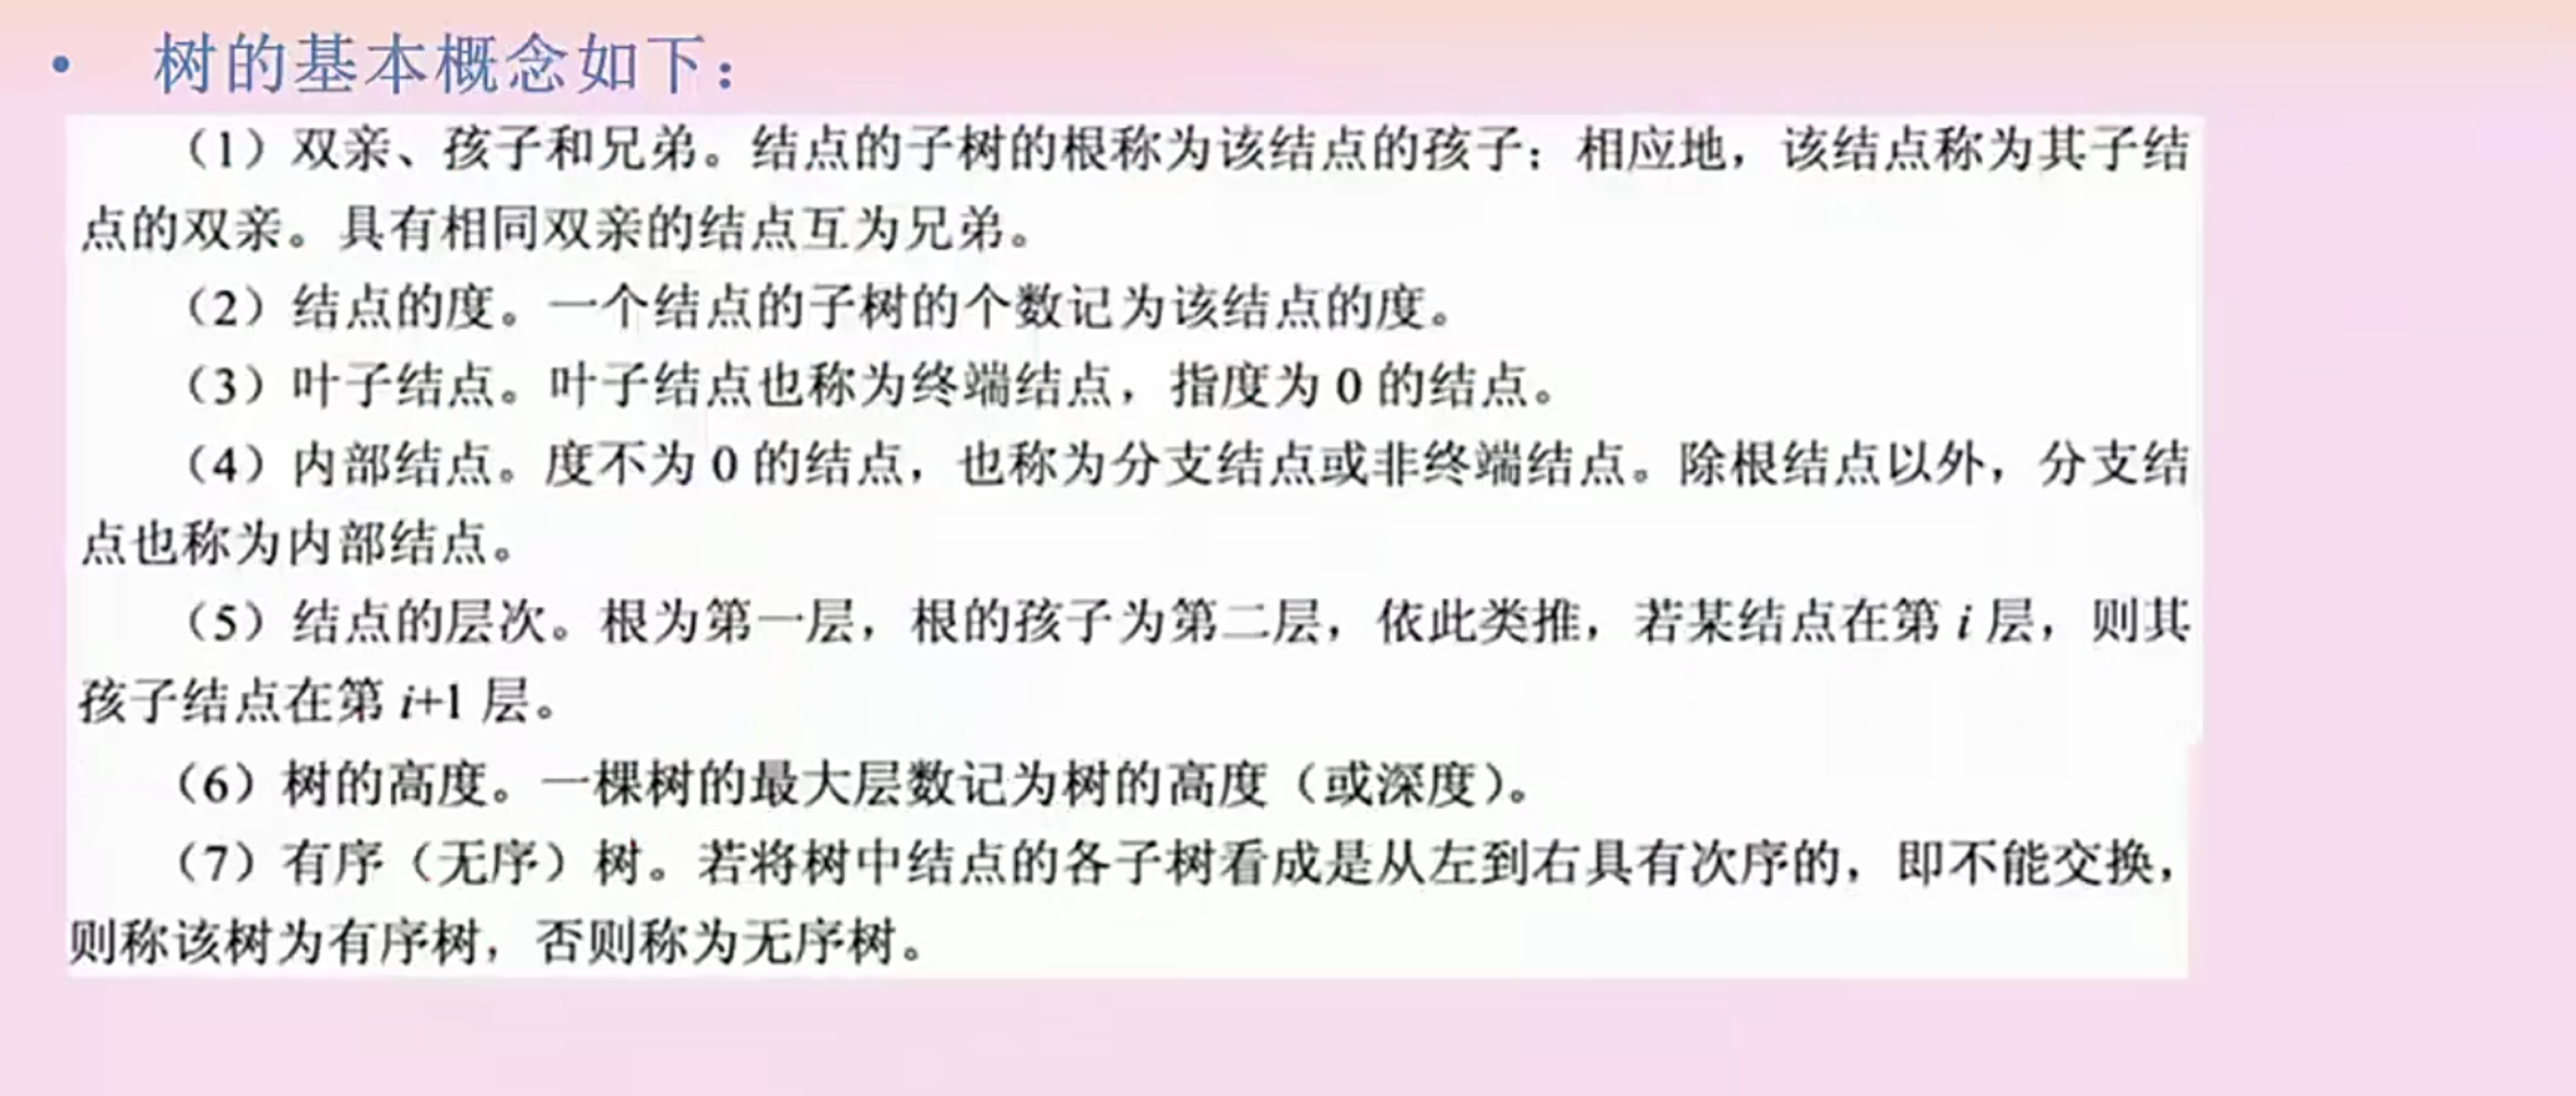 • 树的基本概念如下：
（1）双亲、孩子和兄弟。结点的子树的根称为该结点的孩子；相应地，该结点称为其子结
点的双亲。具有相同双亲的结点互为兄弟。
（2）结点的度。一个结点的子树的个数记为该结点的度。
（3）叶子结点。叶子结点也称为终端结点，指度为 0 的结点。
（4）内部结点。度不为 0 的结点，也称为分支结点或非终端结点。除根结点以外，分支结
点也称为内部结点。
（5）结点的层次。根为第一层，根的孩子为第二层，依此类推，若某结点在第 i 层，则其
孩子结点在第 i+1 层。
（6）树的高度。一棵树的最大层数记为树的高度（或深度）。
（7）有序（无序）树。若将树中结点的各子树看成是从左到右具有次序的，即不能交换，
则称该树为有序树，否则称为无序树。